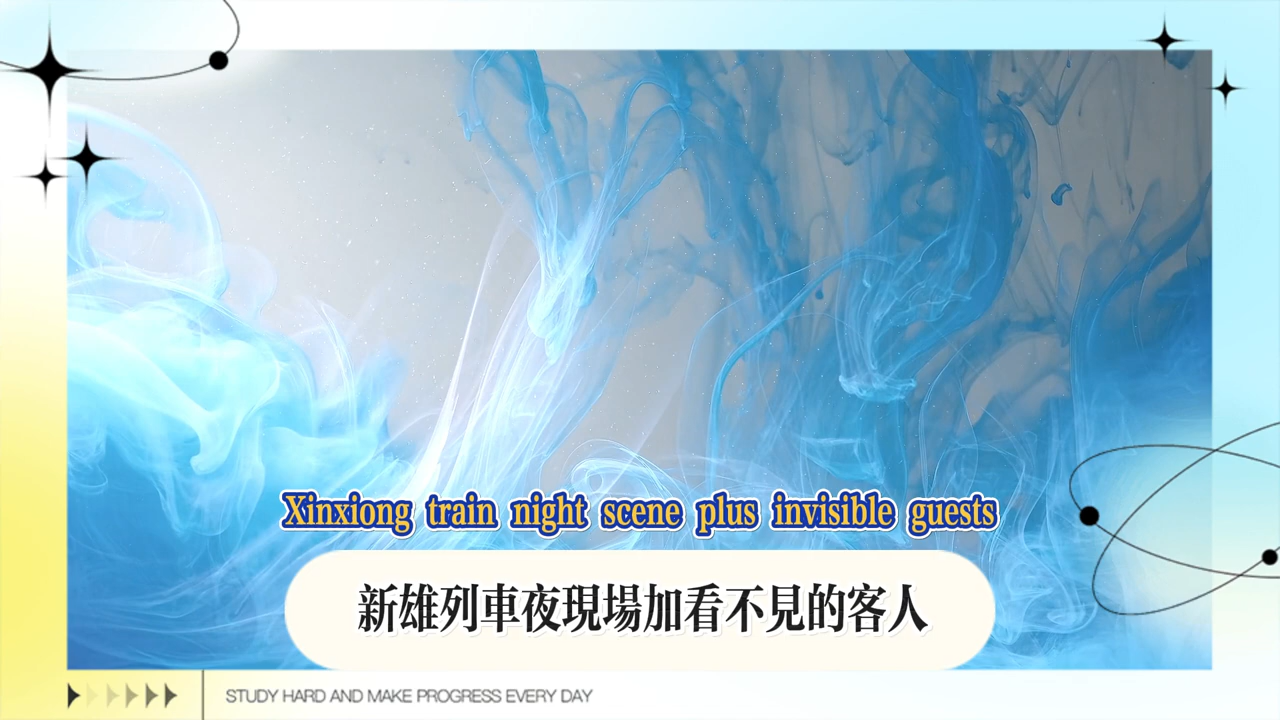 Xinxiong train night scene plus invisible guests
新雄列車夜現場加看不見的客人
STUDY HARD AND MAKE PROGRESS EVERY DAY